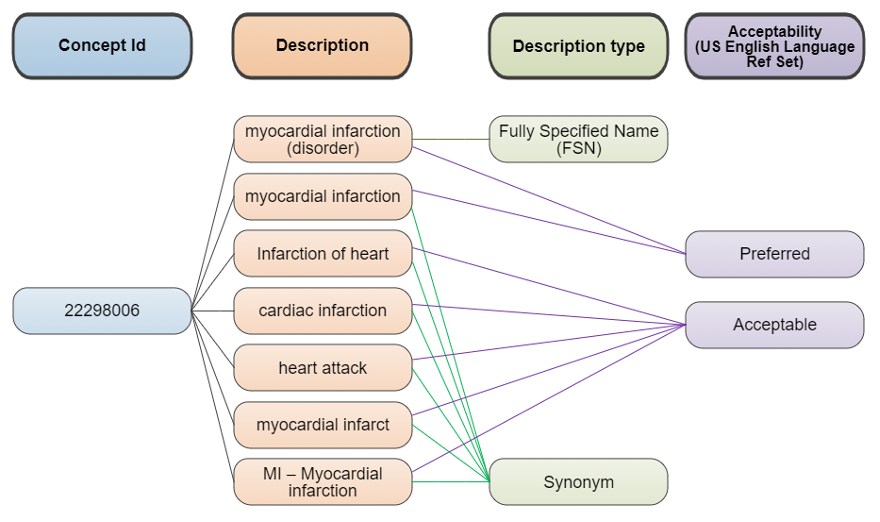 Concept Id
Description
Description type
Acceptability
(US English Language
Ref Set)
myocardial infarction
(disorder)
Fully Specified Name
(FSN)
myocardial infarction
Infarction of heart
Preferred
22298006
cardiac infarction
Acceptable
heart attack
myocardial infarct
MI – Myocardial
infarction
Synonym